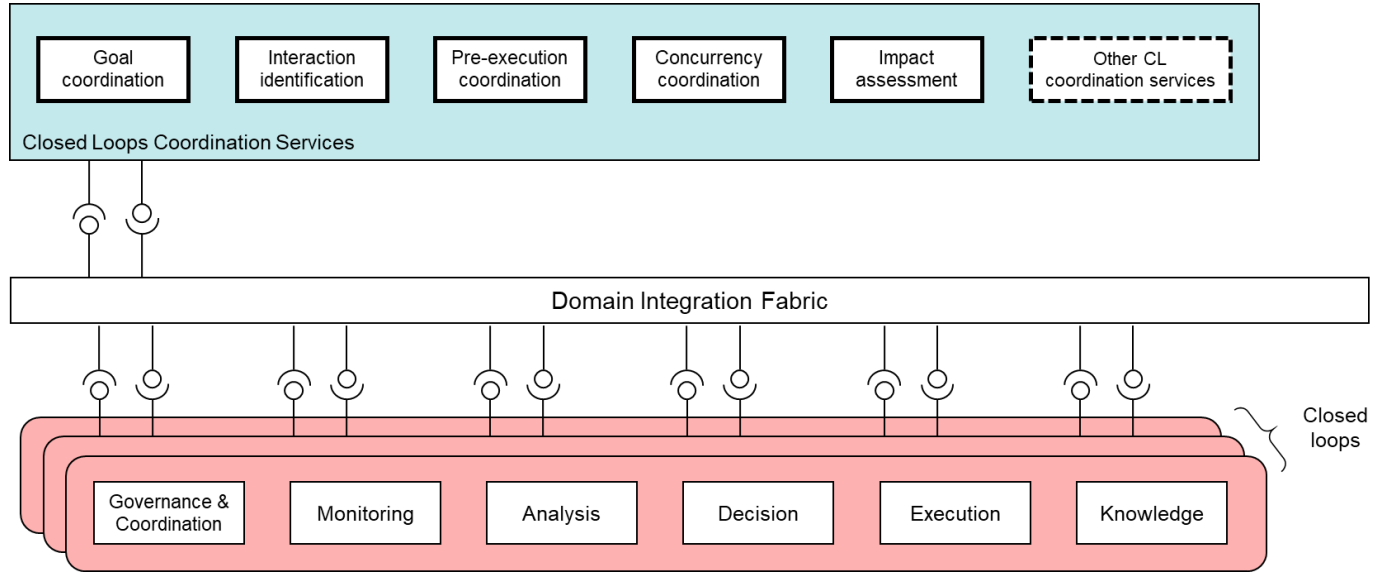 Goal
coordination
Interaction
identification
Pre-execution
coordination
Concurrency
coordination
Impact
assessment
Other CL
coordination services
Closed Loops Coordination Services
Domain Integration Fabric
Closed
loops
Governance &
Coordination
Monitoring
Analysis
Decision
Execution
Knowledge